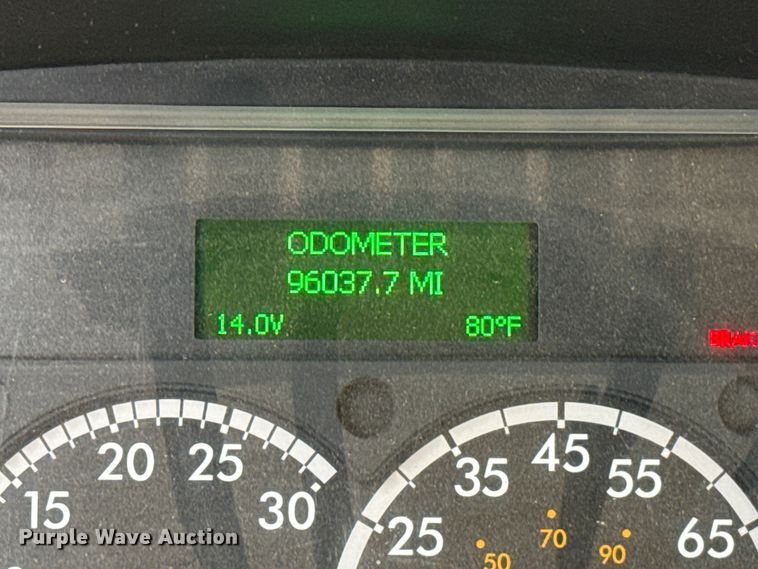 ODOMETER
96037.7 MI
14.0V 80°F
15 20 25 30
25 35 45 55 65
50 70 90
Purple Wave Auction